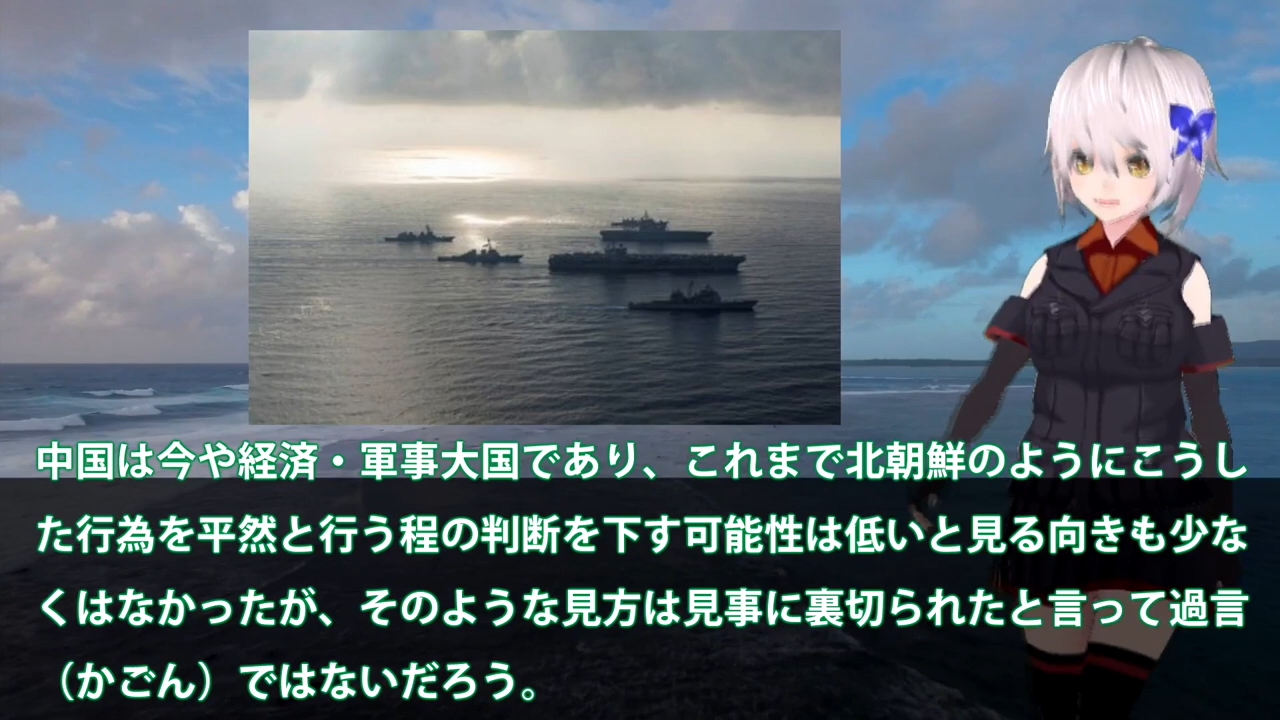 中国は今や経済・軍事大国であり、これまで北朝鮮のようにこうし
た行為を平然と行う程の判断を下す可能性は低いと見る向きも少な
くはなかったが、そのような見方は見事に裏切られたと言って過言
（かごん）ではないだろう。